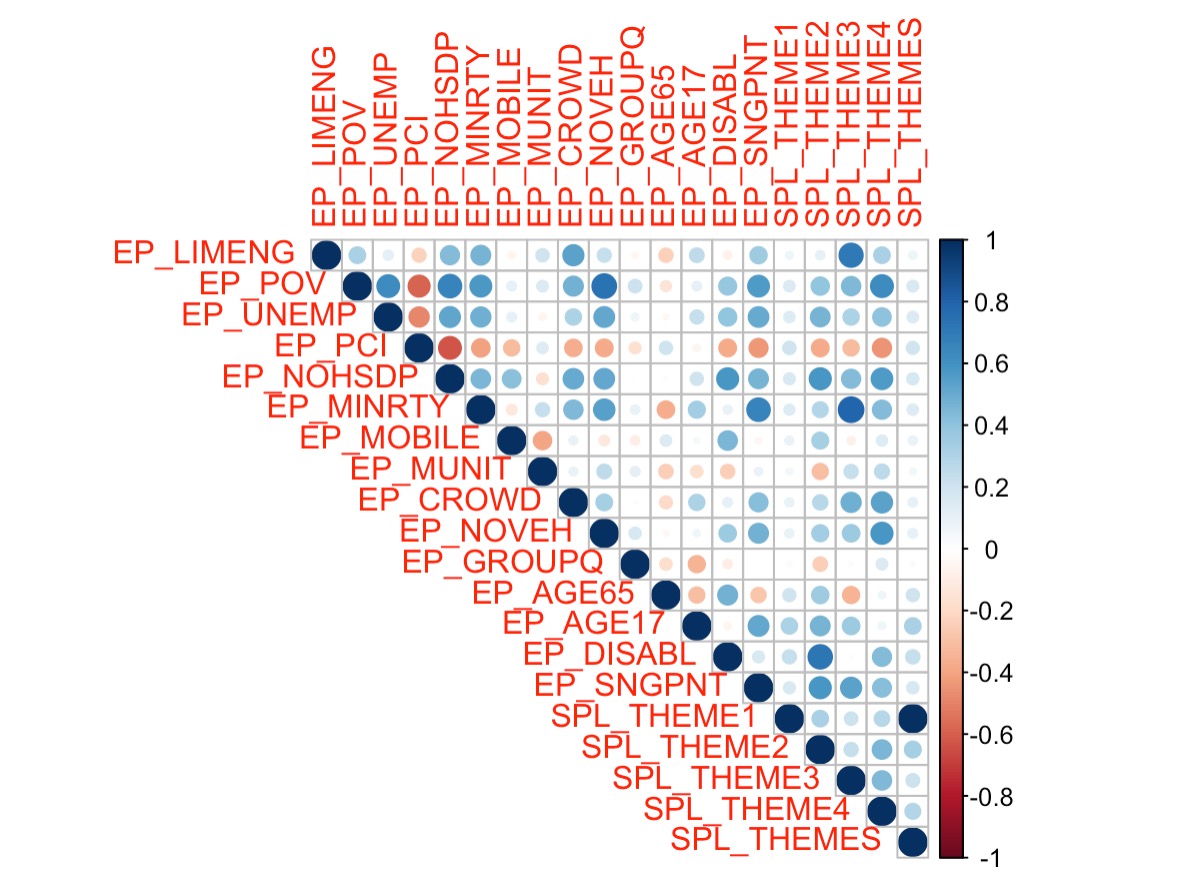 EP_LIMENG
EP_POV
EP_UNEMP
EP_PCI
EP_NOHSDP
EP_MINRTY
EP_MOBILE
EP_MUNIT
EP_CROWD
EP_NOVEH
EP_GROUPQ
EP_AGE65
EP_AGE17
EP_DISABL
EP_SNGPNT
SPL_THEME1
SPL_THEME2
SPL_THEME3
SPL_THEME4
SPL_THEMES
EP_LIMENG
EP_POV
EP_UNEMP
EP_PCI
EP_NOHSDP
EP_MINRTY
EP_MOBILE
EP_MUNIT
EP_CROWD
EP_NOVEH
EP_GROUPQ
EP_AGE65
EP_AGE17
EP_DISABL
EP_SNGPNT
SPL_THEME1
SPL_THEME2
SPL_THEME3
SPL_THEME4
SPL_THEMES
1
0.8
0.6
0.4
0.2
0
-0.2
-0.4
-0.6
-0.8
-1